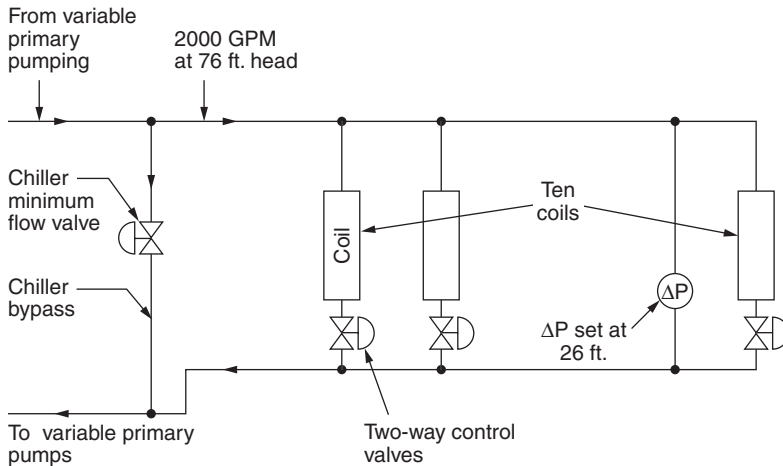 From variable
primary
pumping
2000 GPM
at 76 ft. head
Chiller
minimum
flow valve
Ten
coils
Coil
Chiller
bypass
ΔP
ΔP set at
26 ft.
To variable primary
pumps
Two-way control
valves